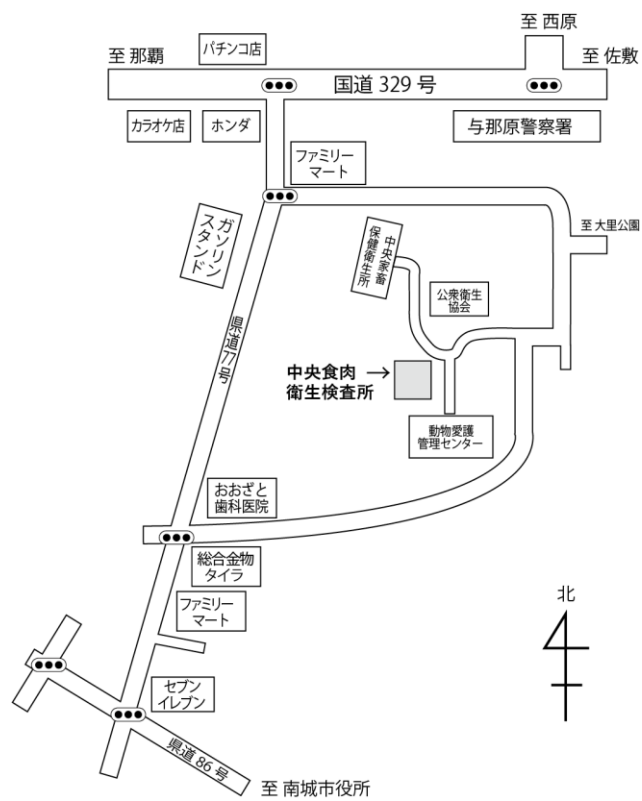 至 西原
パチンコ店
至 那覇
至 佐敷
国道 329 号
カラオケ店
ホンダ
与那原警察署
ファミリー
マート
ガソリン
スタンド
至 大里公園
中央家畜
保健衛生所
公衆衛生
協会
県道77号
中央食肉 →
衛生検査所
動物愛護
管理センター
おおざと
歯科医院
総合金物
タイラ
ファミリー
マート
北
セブン
イレブン
県道 86 号
至 南城市役所